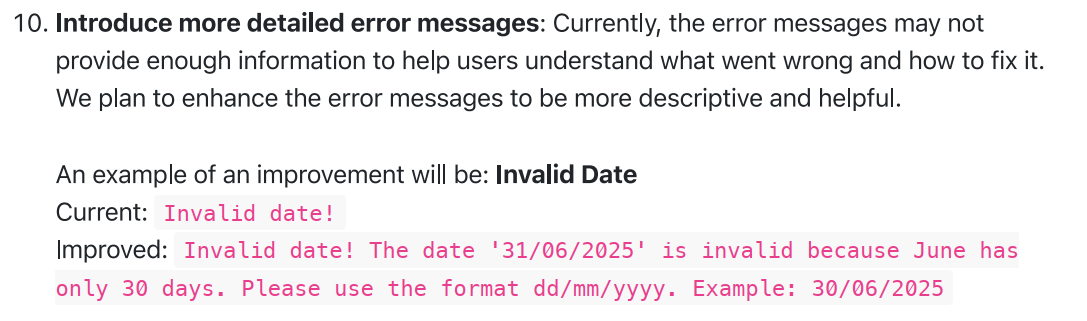 10. Introduce more detailed error messages: Currently, the error messages may not
provide enough information to help users understand what went wrong and how to fix it.
We plan to enhance the error messages to be more descriptive and helpful.
An example of an improvement will be: Invalid Date
Current: Invalid date!
Improved: Invalid date! The date '31/06/2025' is invalid because June has
only 30 days. Please use the format dd/mm/yyyy. Example: 30/06/2025